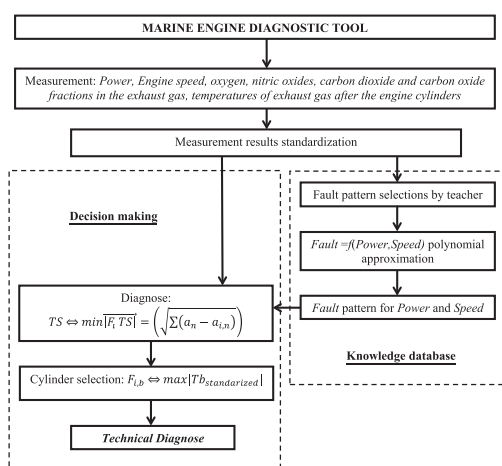 MARINE ENGINE DIAGNOSTIC TOOL
Measurement: Power, Engine speed, oxygen, nitric oxides, carbon dioxide and carbon oxide
fractions in the exhaust gas, temperatures of exhaust gas after the engine cylinders
Measurement results standardization
Decision making
Fault pattern selections by teacher
Fault =f(Power,Speed) polynomial
approximation
Fault pattern for Power and Speed
Knowledge database
Diagnose:
TS ⇔ min|F͞ᵢ T͞S͞| = (√∑(aₙ − aᵢ,ₙ))
Cylinder selection: Fᵢ,b ⇔ max|Tb_standarized|
Technical Diagnose